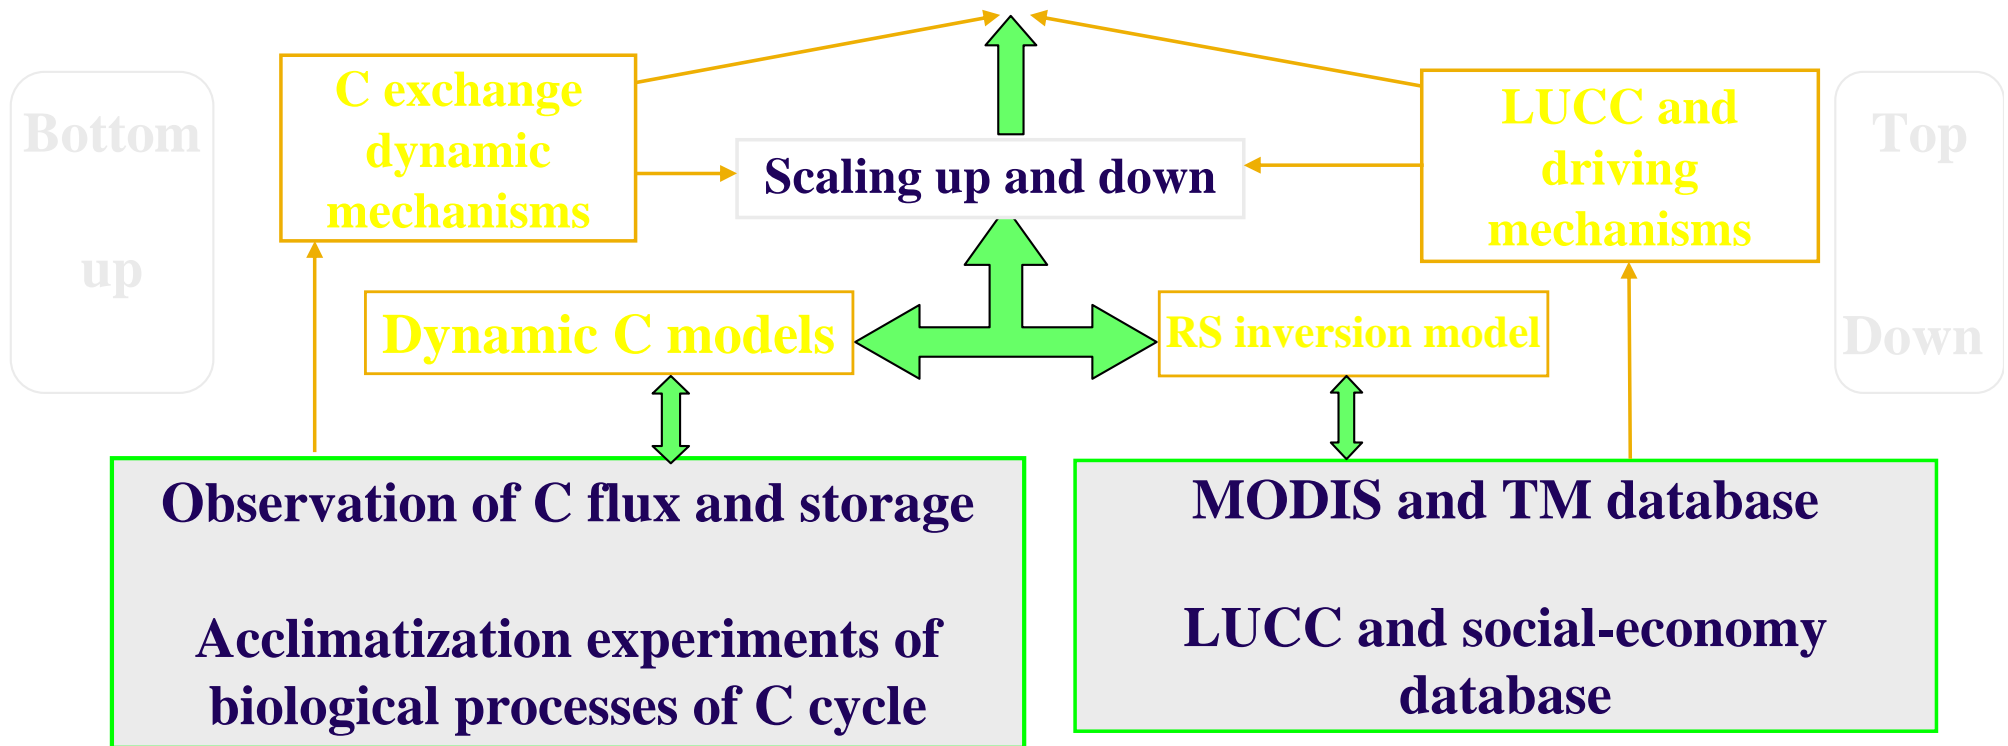 Bottom
up
C exchange
dynamic
mechanisms
Scaling up and down
LUCC and
driving
mechanisms
Top
Down
Dynamic C models
RS inversion model
Observation of C flux and storage
Acclimatization experiments of
biological processes of C cycle
MODIS and TM database
LUCC and social-economy
database